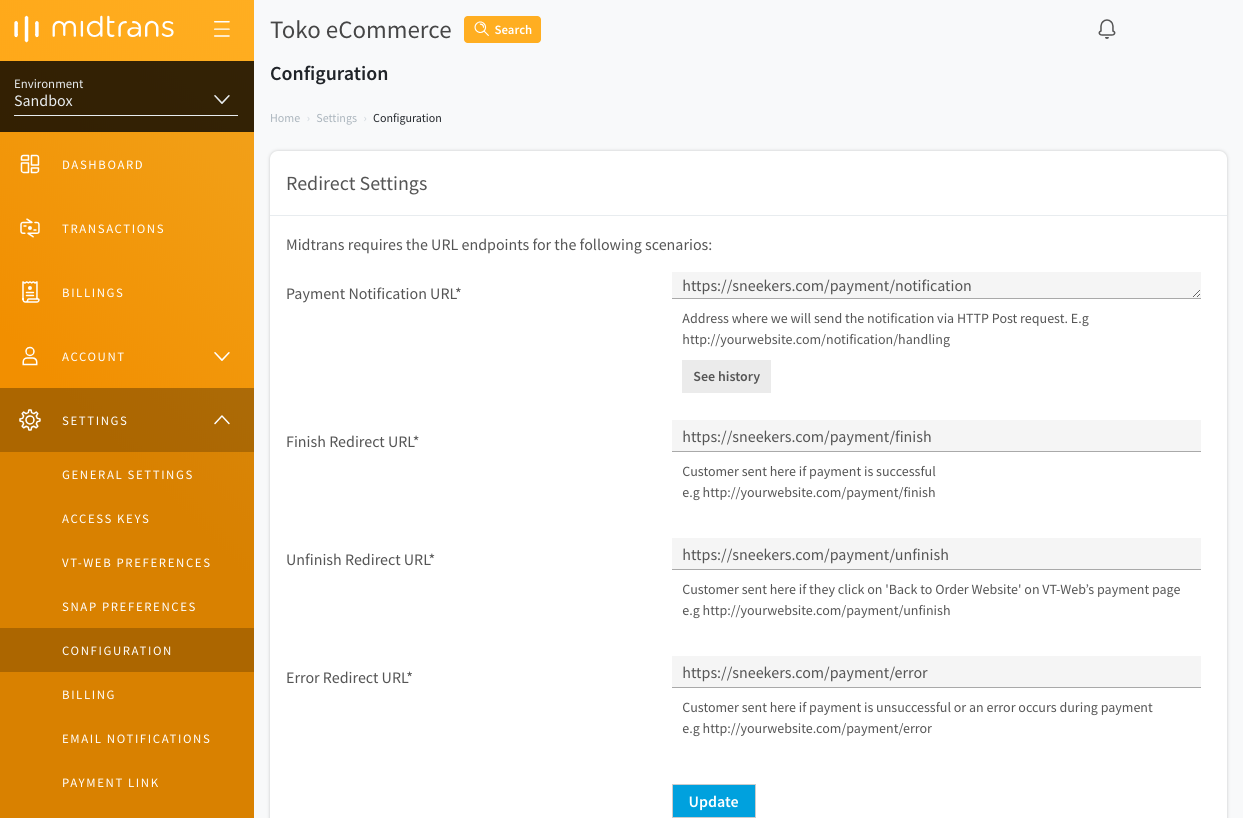 midtrans
Environment
Sandbox
DASHBOARD
TRANSACTIONS
BILLINGS
ACCOUNT
SETTINGS
GENERAL SETTINGS
ACCESS KEYS
VT-WEB PREFERENCES
SNAP PREFERENCES
CONFIGURATION
BILLING
EMAIL NOTIFICATIONS
PAYMENT LINK
Toko eCommerce
Search
Configuration
Home › Settings › Configuration
Redirect Settings
Midtrans requires the URL endpoints for the following scenarios:
Payment Notification URL*
https://sneekers.com/payment/notification
Address where we will send the notification via HTTP Post request. E.g
http://yourwebsite.com/notification/handling
See history
Finish Redirect URL*
https://sneekers.com/payment/finish
Customer sent here if payment is successful
e.g http://yourwebsite.com/payment/finish
Unfinish Redirect URL*
https://sneekers.com/payment/unfinish
Customer sent here if they click on 'Back to Order Website' on VT-Web’s payment page
e.g http://yourwebsite.com/payment/unfinish
Error Redirect URL*
https://sneekers.com/payment/error
Customer sent here if payment is unsuccessful or an error occurs during payment
e.g http://yourwebsite.com/payment/error
Update